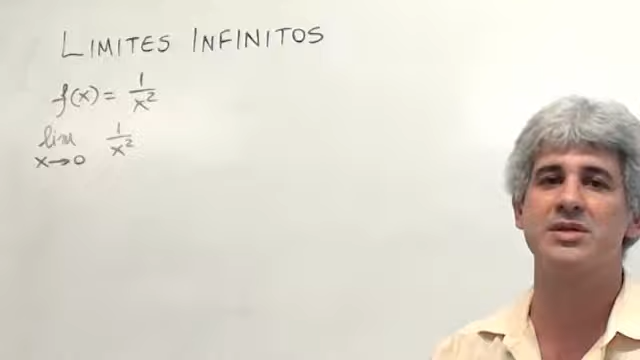 LIMITES INFINITOS
f(x) = 1/x²
lim x→0 1/x²